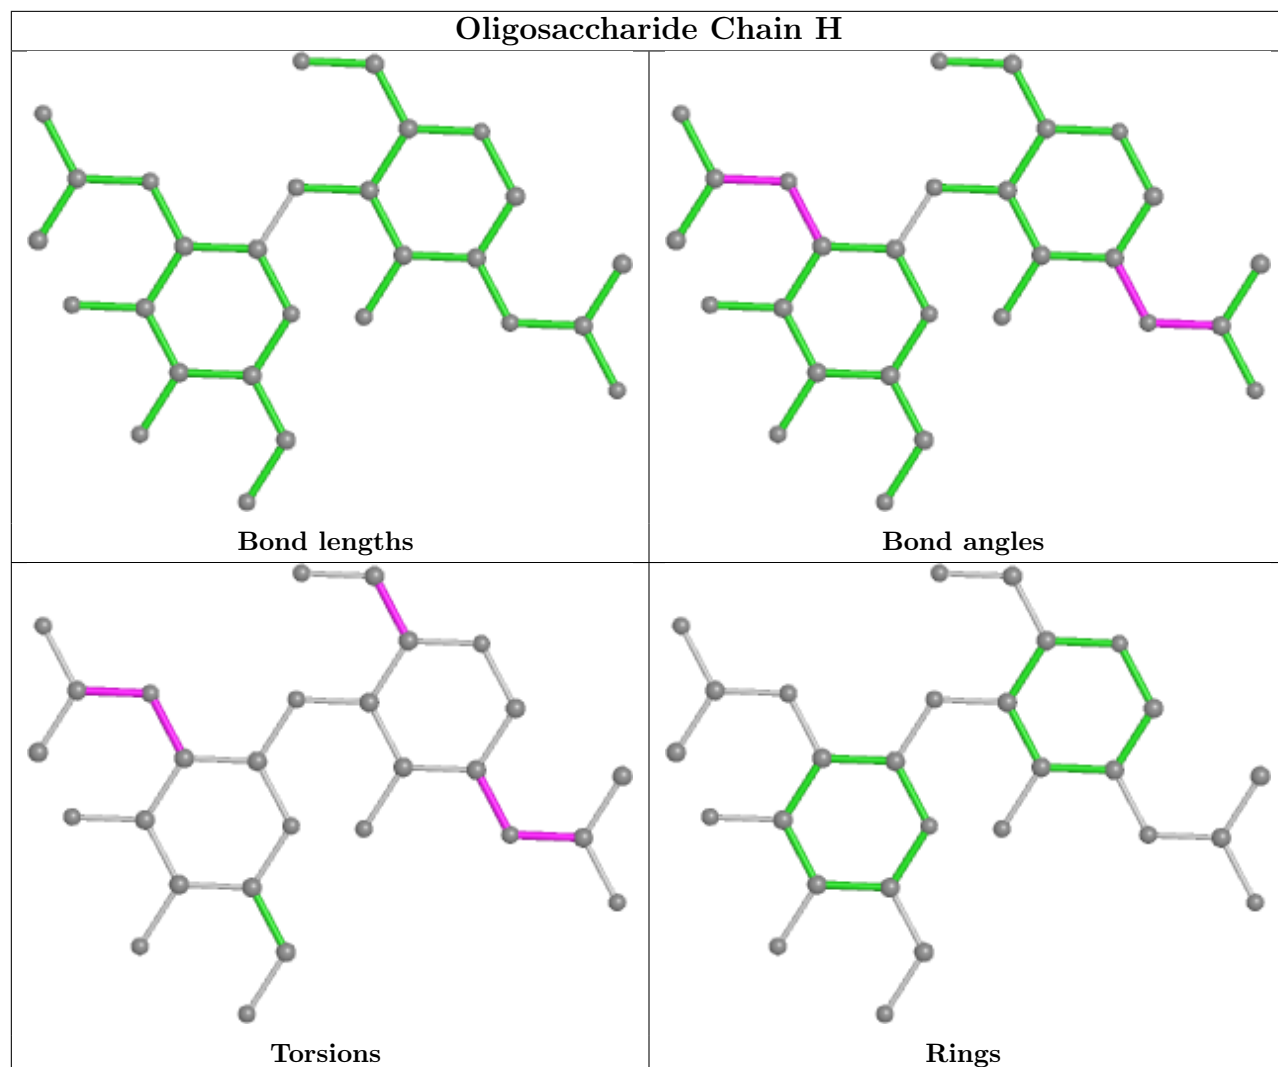 Oligosaccharide Chain H
Bond lengths
Bond angles
Torsions
Rings